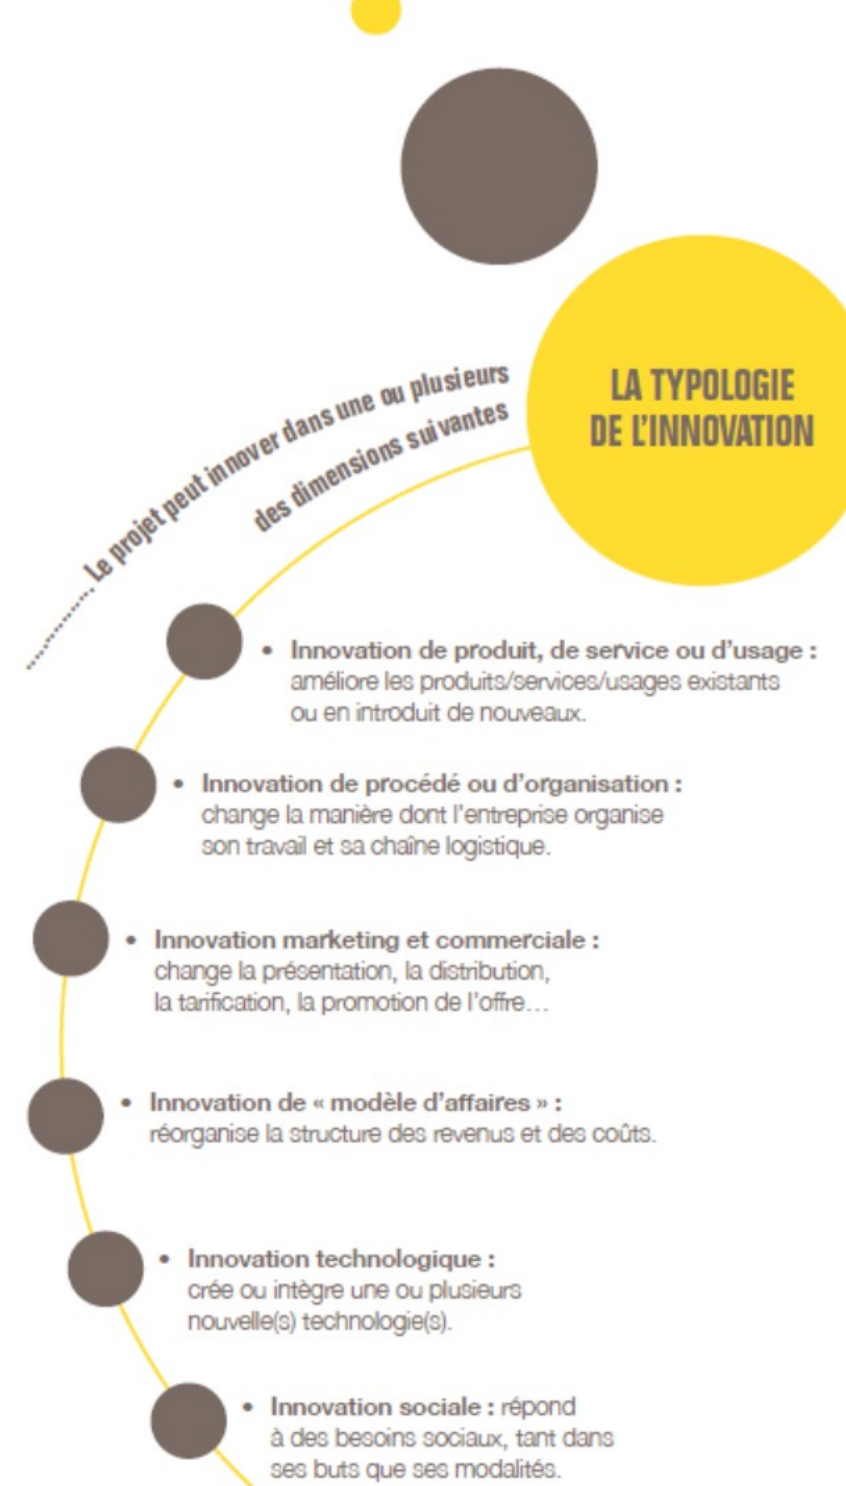 LA TYPOLOGIE
DE L'INNOVATION
Le projet peut innover dans une ou plusieurs
des dimensions suivantes
• Innovation de produit, de service ou d'usage :
améliore les produits/services/usages existants
ou en introduit de nouveaux.
• Innovation de procédé ou d'organisation :
change la manière dont l'entreprise organise
son travail et sa chaîne logistique.
• Innovation marketing et commerciale :
change la présentation, la distribution,
la tarification, la promotion de l'offre...
• Innovation de « modèle d'affaires » :
réorganise la structure des revenus et des coûts.
• Innovation technologique :
crée ou intègre une ou plusieurs
nouvelle(s) technologie(s).
• Innovation sociale : répond
à des besoins sociaux, tant dans
ses buts que ses modalités.